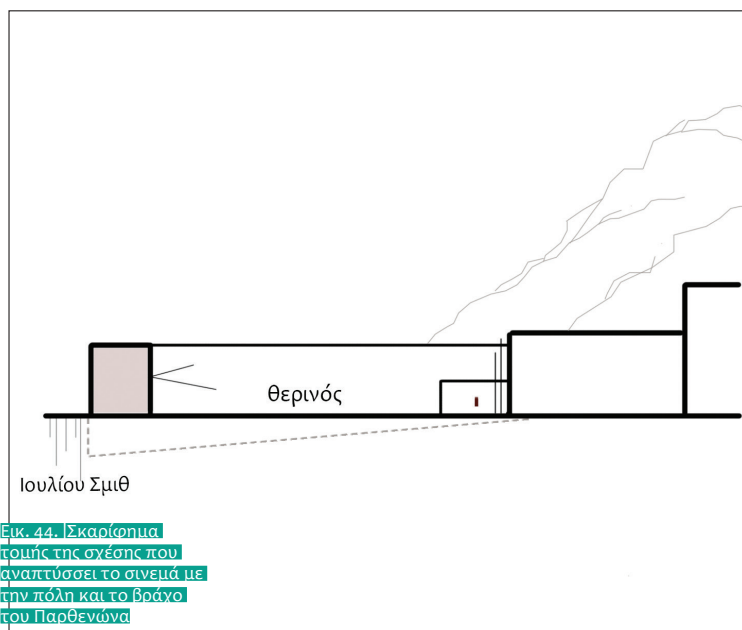 θερινός
Ιουλίου Σμιθ
Εικ. 44. Σκαρίφημα
τομής της σχέσης που
αναπτύσσει το σινεμά με
την πόλη και το βράχο
του Παρθενώνα